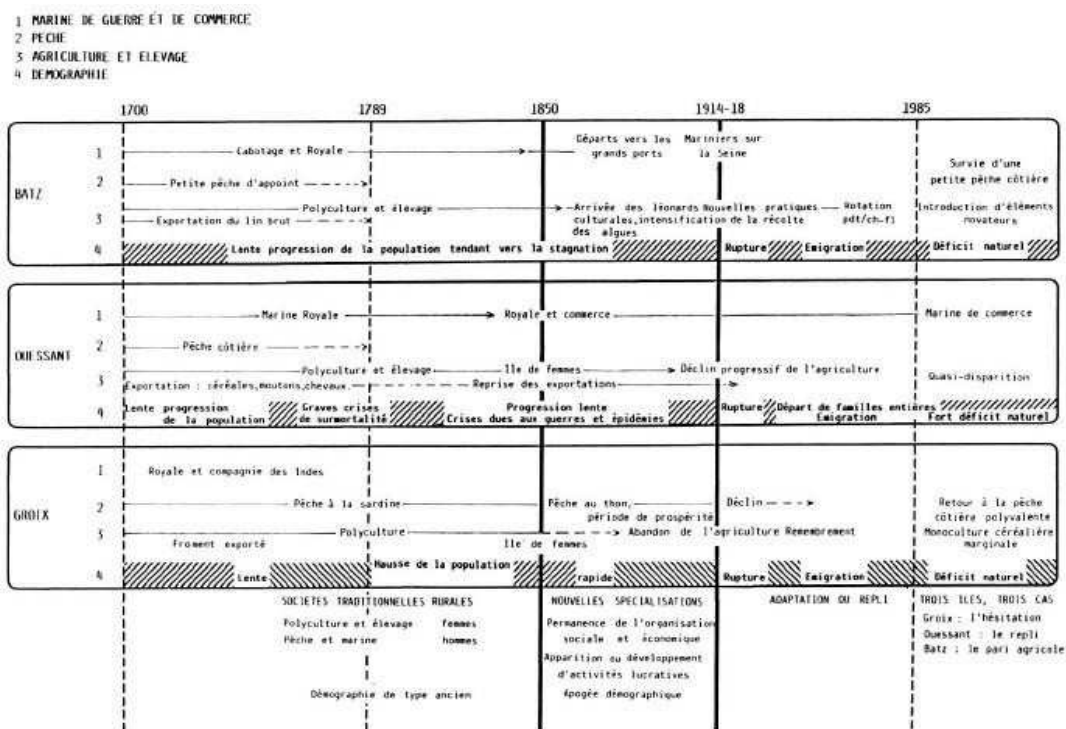 1 MARINE DE GUERRE ET DE COMMERCE
2 PECHE
3 AGRICULTURE ET ELEVAGE
4 DEMOGRAPHIE
1700 1789 1850 1914-18 1985
BATZ
1 Cabotage et Royale Départs vers les Mariniers sur
grands ports la Seine
Survie d'une
2 Petite pêche d'appoint petite pêche côtière
Polyculture et élevage Arrivée des léonards Nouvelles pratiques Rotation Introduction d'éléments
3 Exportation du lin brut culturales, intensification de la récolte pdt/ch-fl novateurs
des algues
4 Lente progression de la population tendant vers la stagnation Rupture Emigration Déficit naturel
OUESSANT
1 Marine Royale Royale et commerce Marine de commerce
2 Pêche côtière
Polyculture et élevage Ile de femmes Déclin progressif de l'agriculture
3 Exportation : céréales,moutons,chevaux. Reprise des exportations Quasi-disparition
4 Lente progression Graves crises Progression lente Rupture Départ de familles entières
de la population de surmortalité Crises dues aux guerres et épidémies Emigration Fort déficit naturel
GROIX
1 Royale et compagnie des Indes
2 Pêche à la sardine Pêche au thon, Déclin Retour à la pêche
période de prospérité côtière polyvalente
3 Polyculture Abandon de l'agriculture Remembrement Monoculture céréalière
Froment exporté Ile de femmes marginale
4 Lente Hausse de la population rapide Rupture Emigration Déficit naturel
SOCIETES TRADITIONNELLES RURALES NOUVELLES SPECIALISATIONS ADAPTATION OU REPLI TROIS ILES, TROIS CAS
Polyculture et élevage femmes Permanence de l'organisation Groix : l'hésitation
Pêche et marine hommes sociale et économique Ouessant : le repli
Apparition ou développement Batz : le pari agricole
d'activités lucratives
Démographie de type ancien Apogée démographique